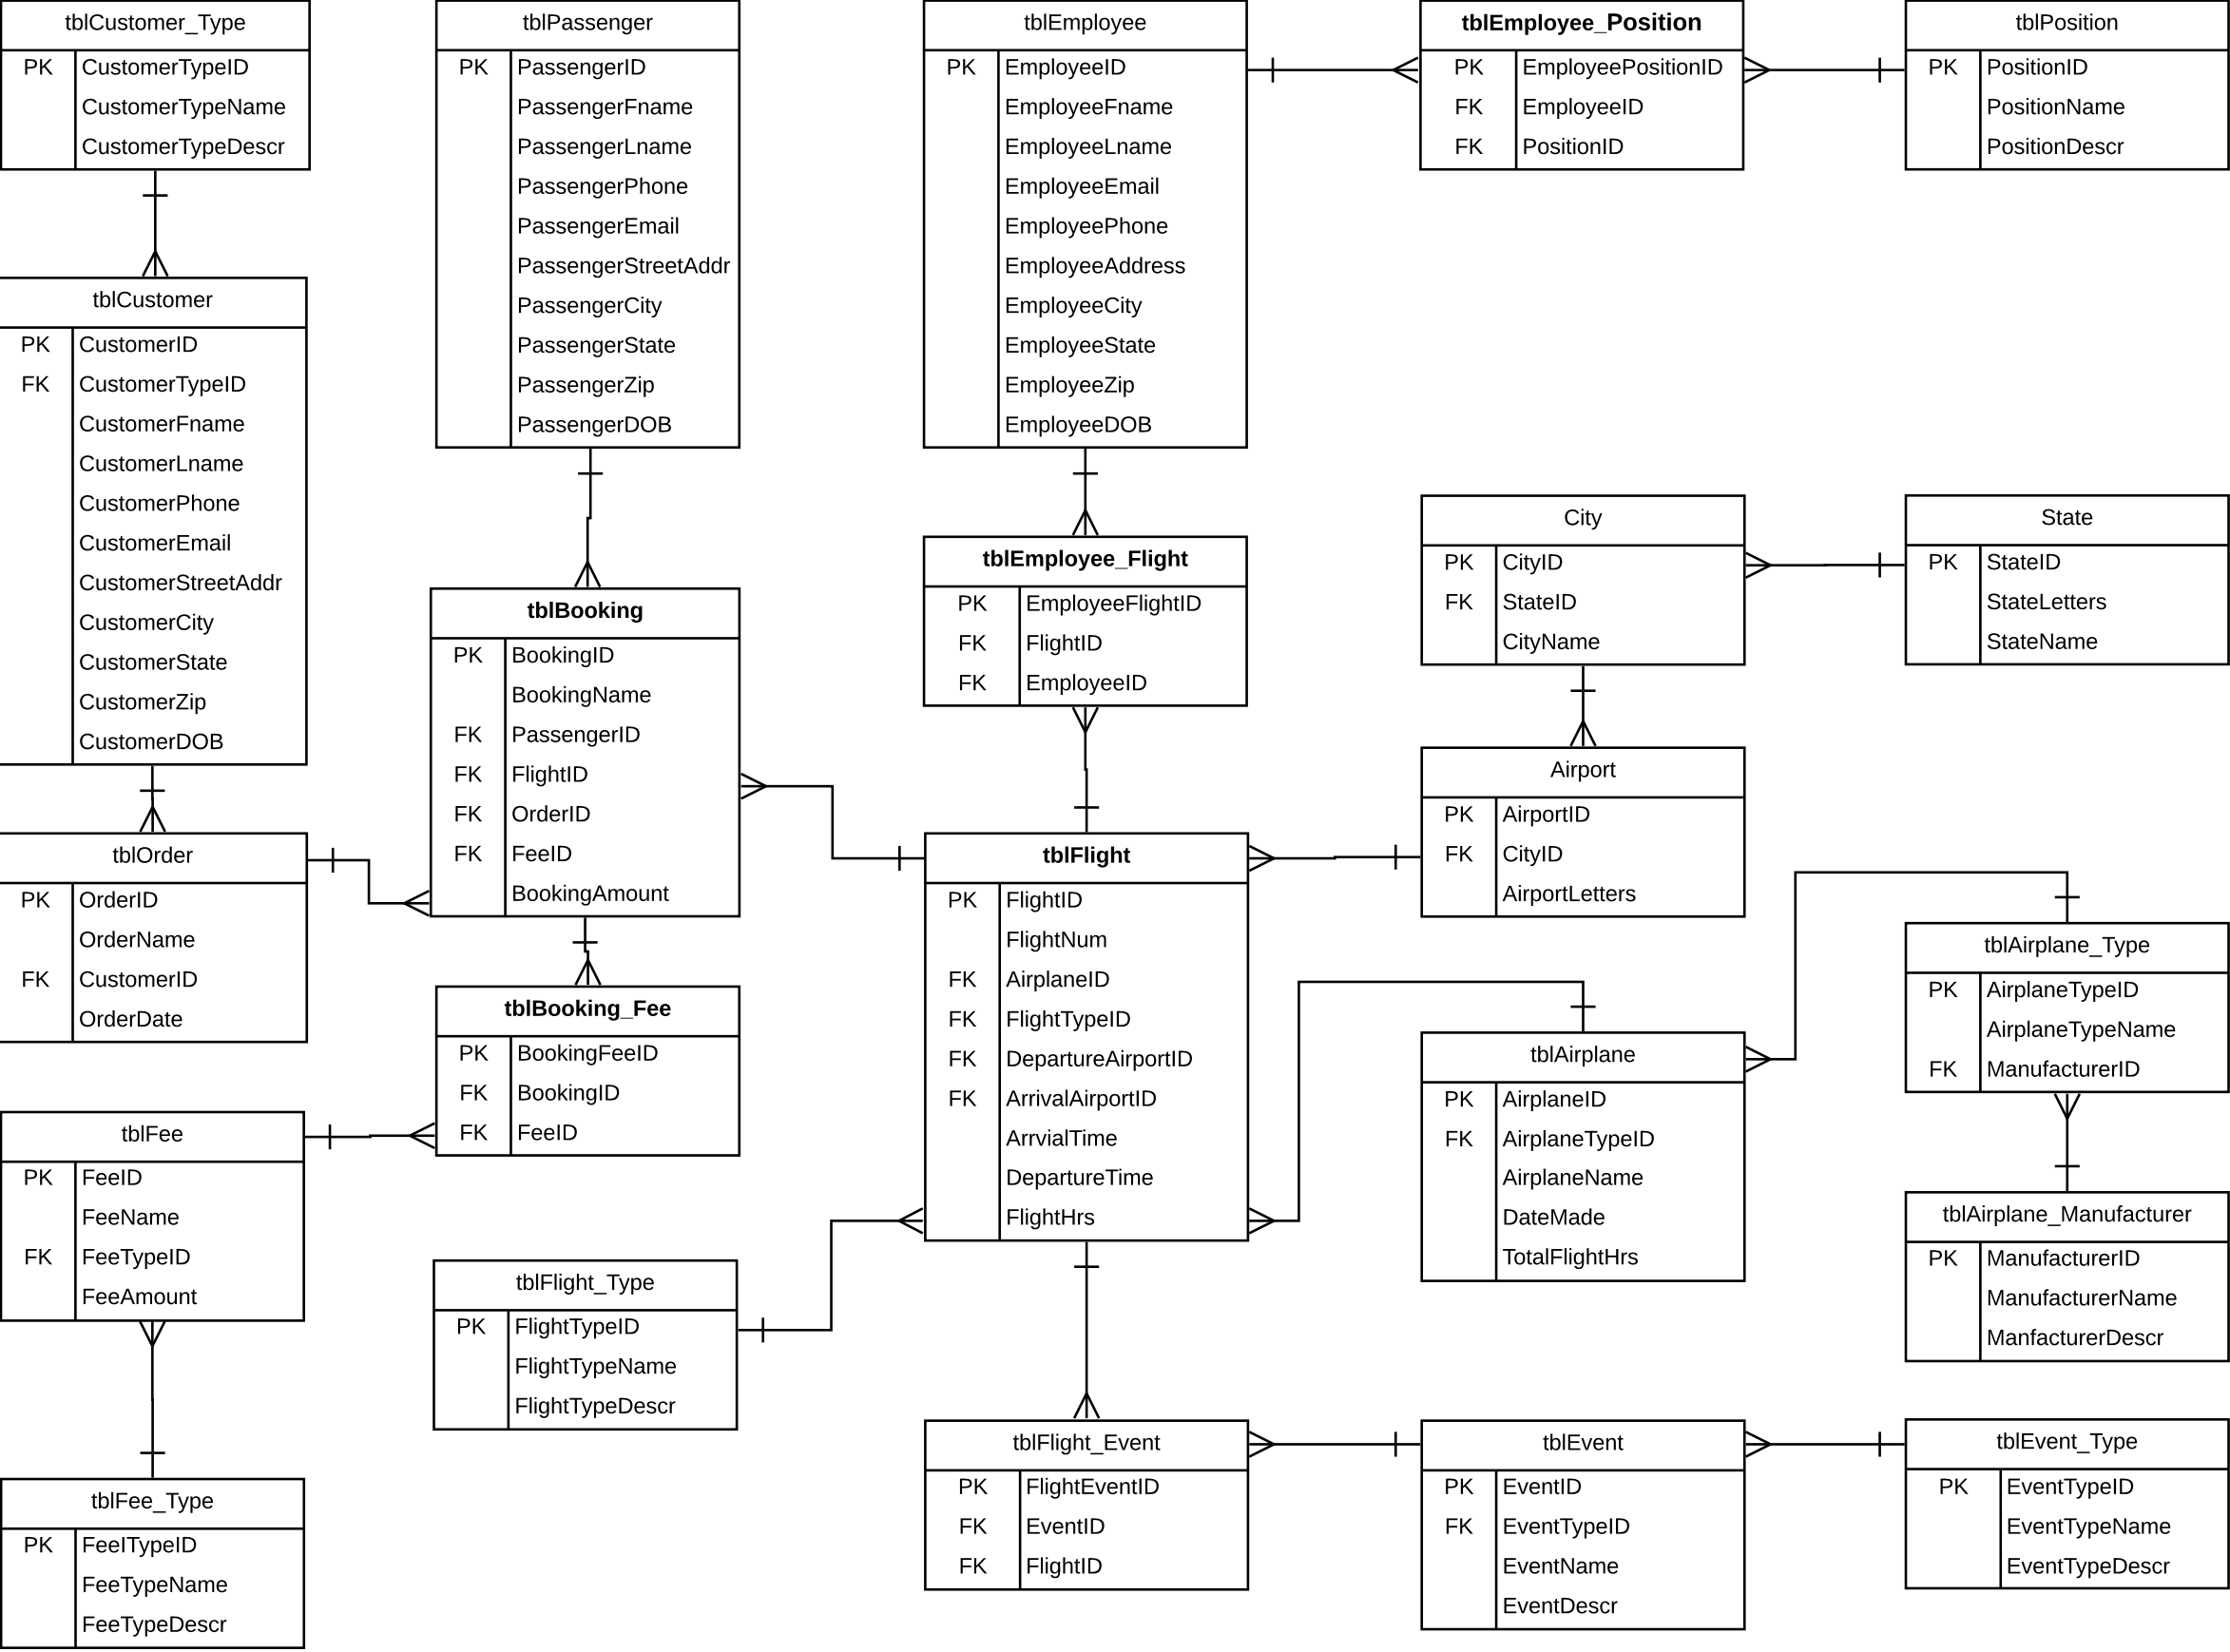 tblCustomer_Type
PK CustomerTypeID
CustomerTypeName
CustomerTypeDescr
tblPassenger
PK PassengerID
PassengerFname
PassengerLname
PassengerPhone
PassengerEmail
PassengerStreetAddr
PassengerCity
PassengerState
PassengerZip
PassengerDOB
tblEmployee
PK EmployeeID
EmployeeFname
EmployeeLname
EmployeeEmail
EmployeePhone
EmployeeAddress
EmployeeCity
EmployeeState
EmployeeZip
EmployeeDOB
tblEmployee_Position
PK EmployeePositionID
FK EmployeeID
FK PositionID
tblPosition
PK PositionID
PositionName
PositionDescr
tblCustomer
PK CustomerID
FK CustomerTypeID
CustomerFname
CustomerLname
CustomerPhone
CustomerEmail
CustomerStreetAddr
CustomerCity
CustomerState
CustomerZip
CustomerDOB
tblBooking
PK BookingID
BookingName
FK PassengerID
FK FlightID
FK OrderID
FK FeeID
BookingAmount
tblEmployee_Flight
PK EmployeeFlightID
FK FlightID
FK EmployeeID
City
PK CityID
FK StateID
CityName
State
PK StateID
StateLetters
StateName
Airport
PK AirportID
FK CityID
AirportLetters
tblOrder
PK OrderID
OrderName
FK CustomerID
OrderDate
tblBooking_Fee
PK BookingFeeID
FK BookingID
FK FeeID
tblFlight
PK FlightID
FlightNum
FK AirplaneID
FK FlightTypeID
FK DepartureAirportID
FK ArrivalAirportID
ArrvialTime
DepartureTime
FlightHrs
tblAirplane
PK AirplaneID
FK AirplaneTypeID
AirplaneName
DateMade
TotalFlightHrs
tblAirplane_Type
PK AirplaneTypeID
AirplaneTypeName
FK ManufacturerID
tblAirplane_Manufacturer
PK ManufacturerID
ManufacturerName
ManfacturerDescr
tblFee
PK FeeID
FeeName
FK FeeTypeID
FeeAmount
tblFlight_Type
PK FlightTypeID
FlightTypeName
FlightTypeDescr
tblFee_Type
PK FeeITypeID
FeeTypeName
FeeTypeDescr
tblFlight_Event
PK FlightEventID
FK EventID
FK FlightID
tblEvent
PK EventID
FK EventTypeID
EventName
EventDescr
tblEvent_Type
PK EventTypeID
EventTypeName
EventTypeDescr